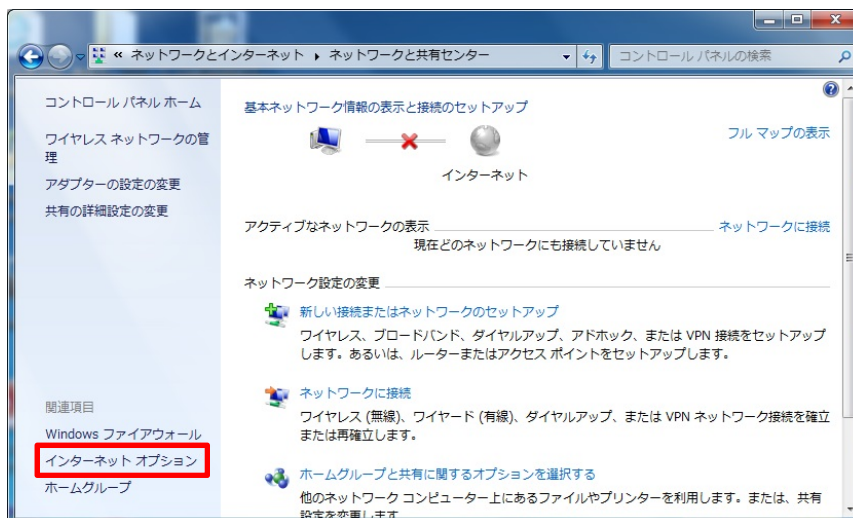 « ネットワークとインターネット ▸ ネットワークと共有センター
コントロール パネルの検索
コントロール パネル ホーム
ワイヤレス ネットワークの管
理
アダプターの設定の変更
共有の詳細設定の変更
関連項目
Windows ファイアウォール
インターネット オプション
ホームグループ
基本ネットワーク情報の表示と接続のセットアップ
フル マップの表示
インターネット
アクティブなネットワークの表示
ネットワークに接続
現在どのネットワークにも接続していません
ネットワーク設定の変更
新しい接続またはネットワークのセットアップ
ワイヤレス、ブロードバンド、ダイヤルアップ、アドホック、または VPN 接続をセットアップ
します。あるいは、ルーターまたはアクセス ポイントをセットアップします。
ネットワークに接続
ワイヤレス (無線)、ワイヤード (有線)、ダイヤルアップ、または VPN ネットワーク接続を確立
または再確立します。
ホームグループと共有に関するオプションを選択する
他のネットワーク コンピューター上にあるファイルやプリンターを利用します。または、共有
設定を変更します。